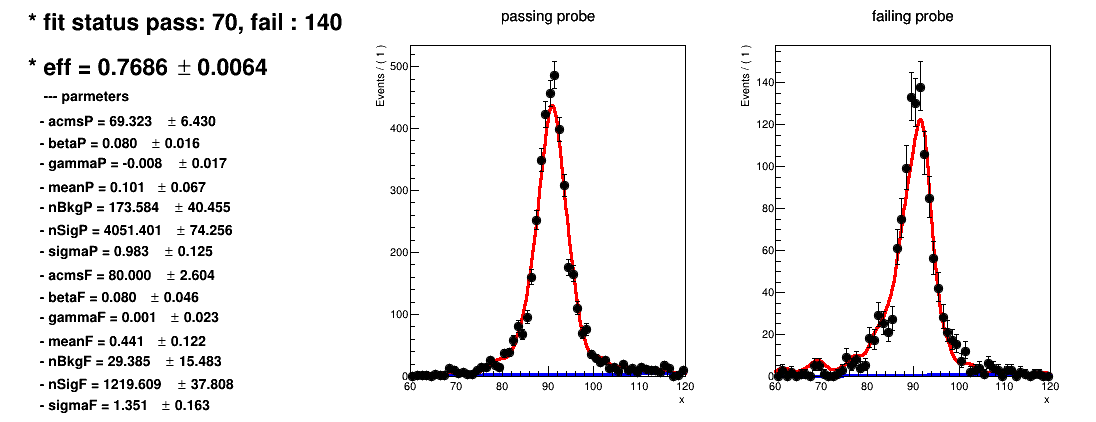 * fit status pass: 70, fail : 140
* eff = 0.7686 ± 0.0064
--- parmeters
- acmsP = 69.323 ± 6.430
- betaP = 0.080 ± 0.016
- gammaP = -0.008 ± 0.017
- meanP = 0.101 ± 0.067
- nBkgP = 173.584 ± 40.455
- nSigP = 4051.401 ± 74.256
- sigmaP = 0.983 ± 0.125
- acmsF = 80.000 ± 2.604
- betaF = 0.080 ± 0.046
- gammaF = 0.001 ± 0.023
- meanF = 0.441 ± 0.122
- nBkgF = 29.385 ± 15.483
- nSigF = 1219.609 ± 37.808
- sigmaF = 1.351 ± 0.163
passing probe
Events / ( 1 )
500
400
300
200
100
0
60 70 80 90 100 110 120
x
failing probe
Events / ( 1 )
140
120
100
80
60
40
20
0
60 70 80 90 100 110 120
x